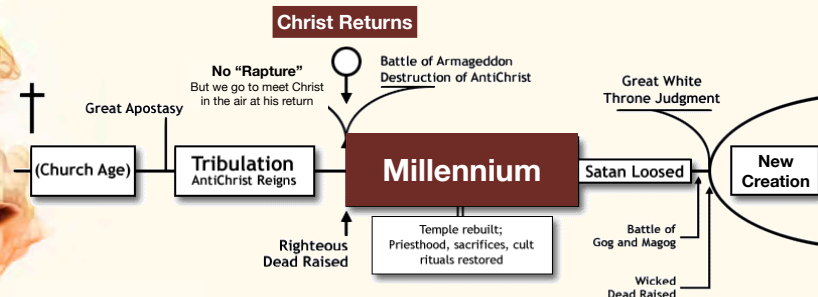 Christ Returns
No “Rapture”
But we go to meet Christ
in the air at his return
Battle of Armageddon
Destruction of AntiChrist
Great Apostasy
Great White
Throne Judgment
(Church Age)
Tribulation
AntiChrist Reigns
Millennium
Satan Loosed
New
Creation
Righteous
Dead Raised
Temple rebuilt;
Priesthood, sacrifices, cult
rituals restored
Battle of
Gog and Magog
Wicked
Dead Raised